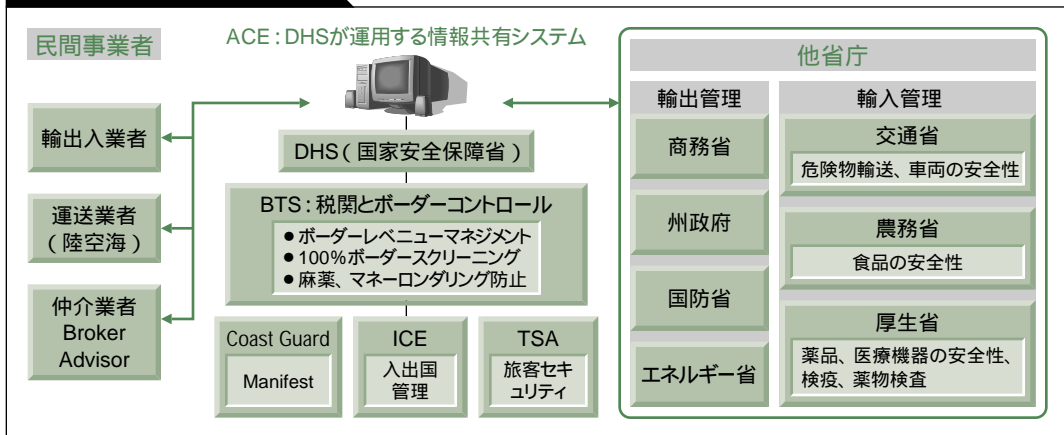 民間事業者
輸出入業者
運送業者
（陸空海）
仲介業者
Broker
Advisor
ACE：DHSが運用する情報共有システム
DHS（国家安全保障省）
BTS：税関とボーダーコントロール
●ボーダーレベニューマネジメント
●100%ボーダースクリーニング
●麻薬、マネーロンダリング防止
Coast Guard
Manifest
ICE
入出国
管理
TSA
旅客セキ
ュリティ
他省庁
輸出管理
商務省
州政府
国防省
エネルギー省
輸入管理
交通省
危険物輸送、車両の安全性
農務省
食品の安全性
厚生省
薬品、医療機器の安全性、
検疫、薬物検査